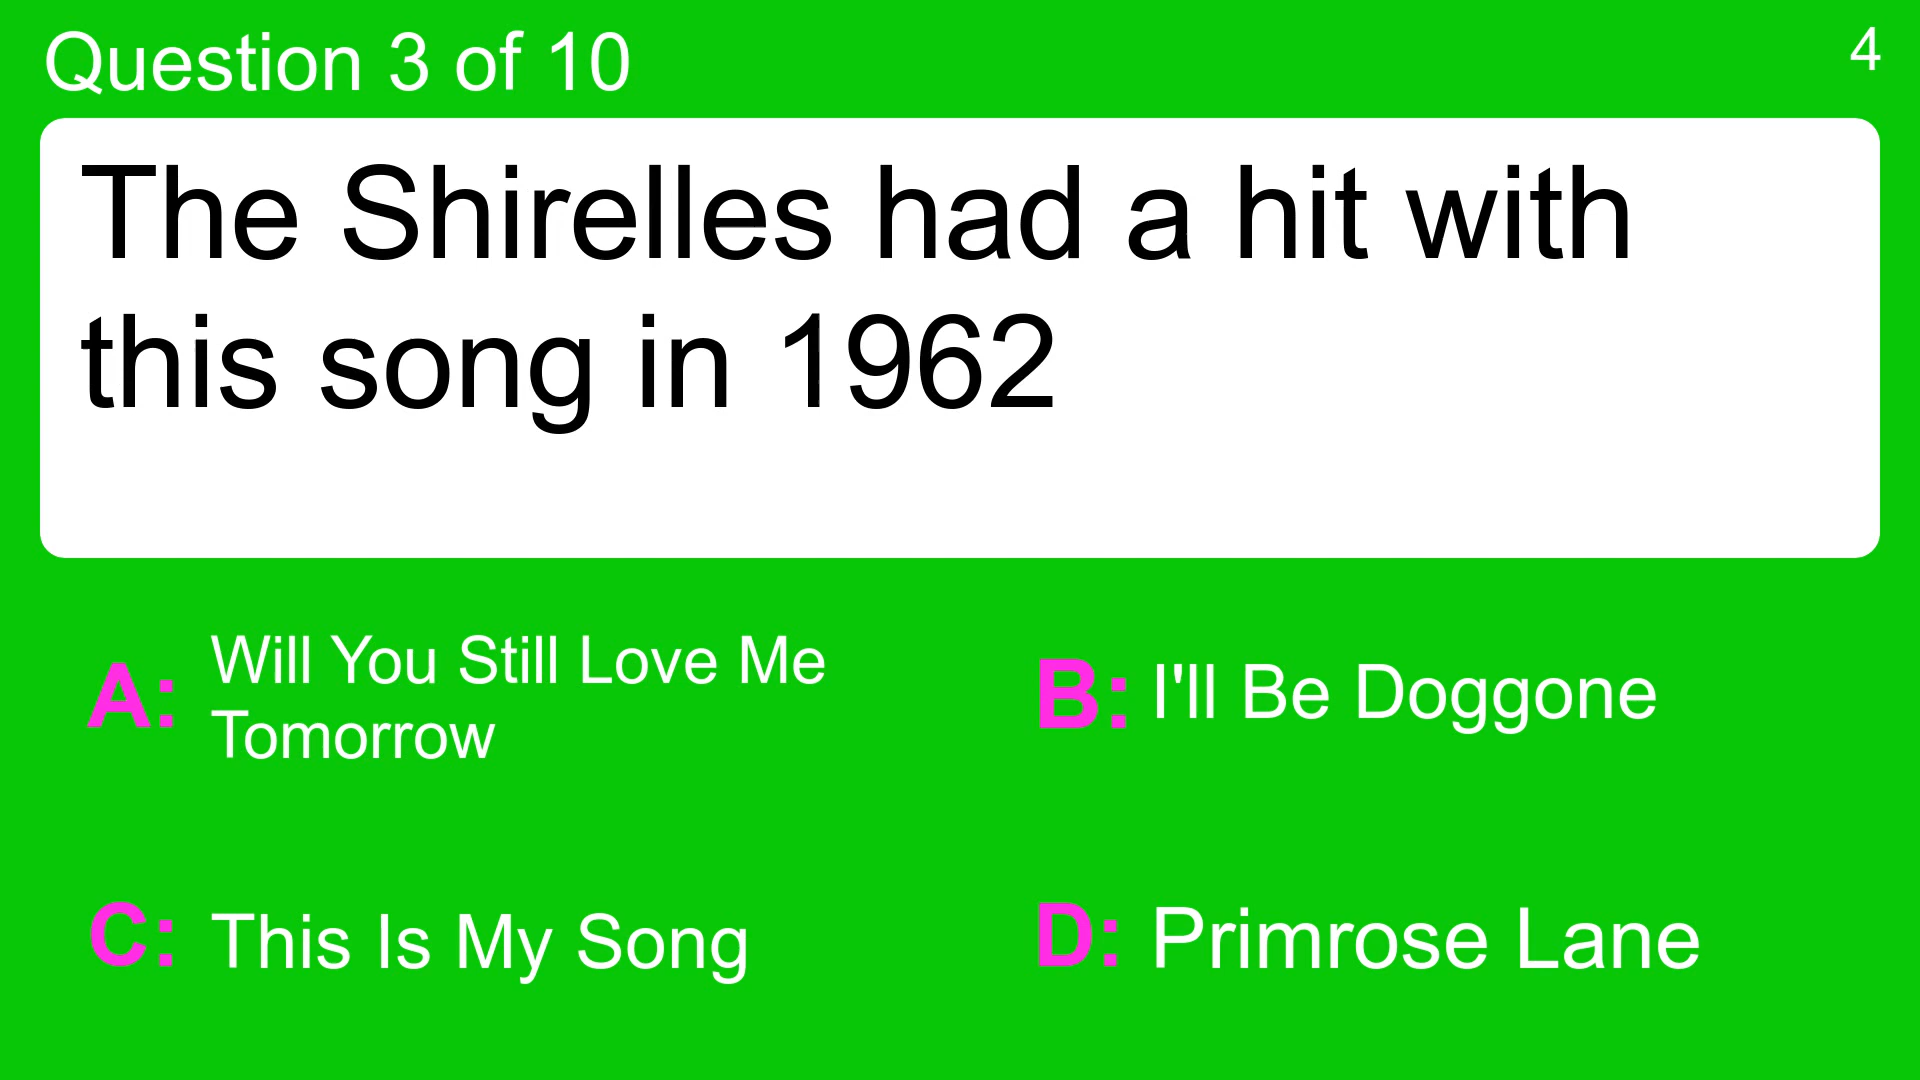 Question 3 of 10
4
The Shirelles had a hit with
this song in 1962
A: Will You Still Love Me
Tomorrow
B: I'll Be Doggone
C: This Is My Song
D: Primrose Lane